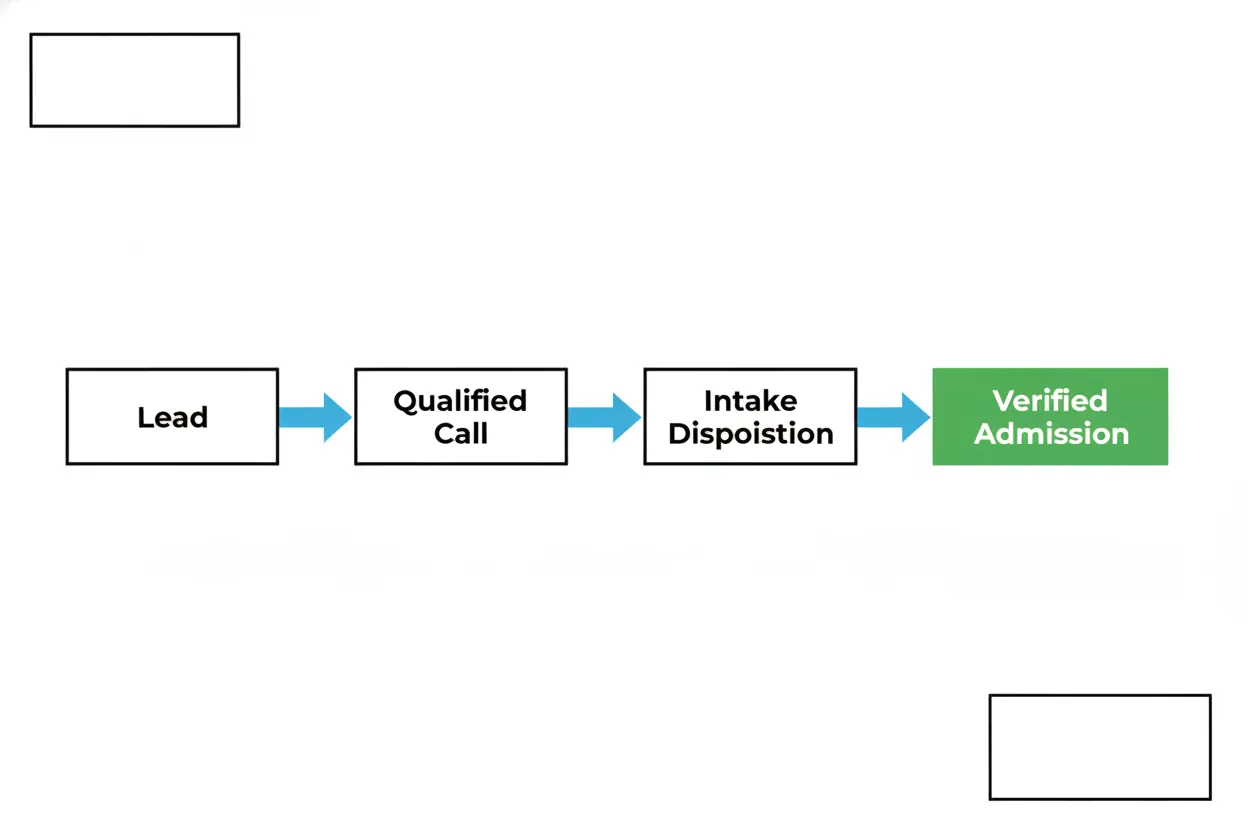 Lead
Qualified
Call
Intake
Dispoistion
Verified
Admission